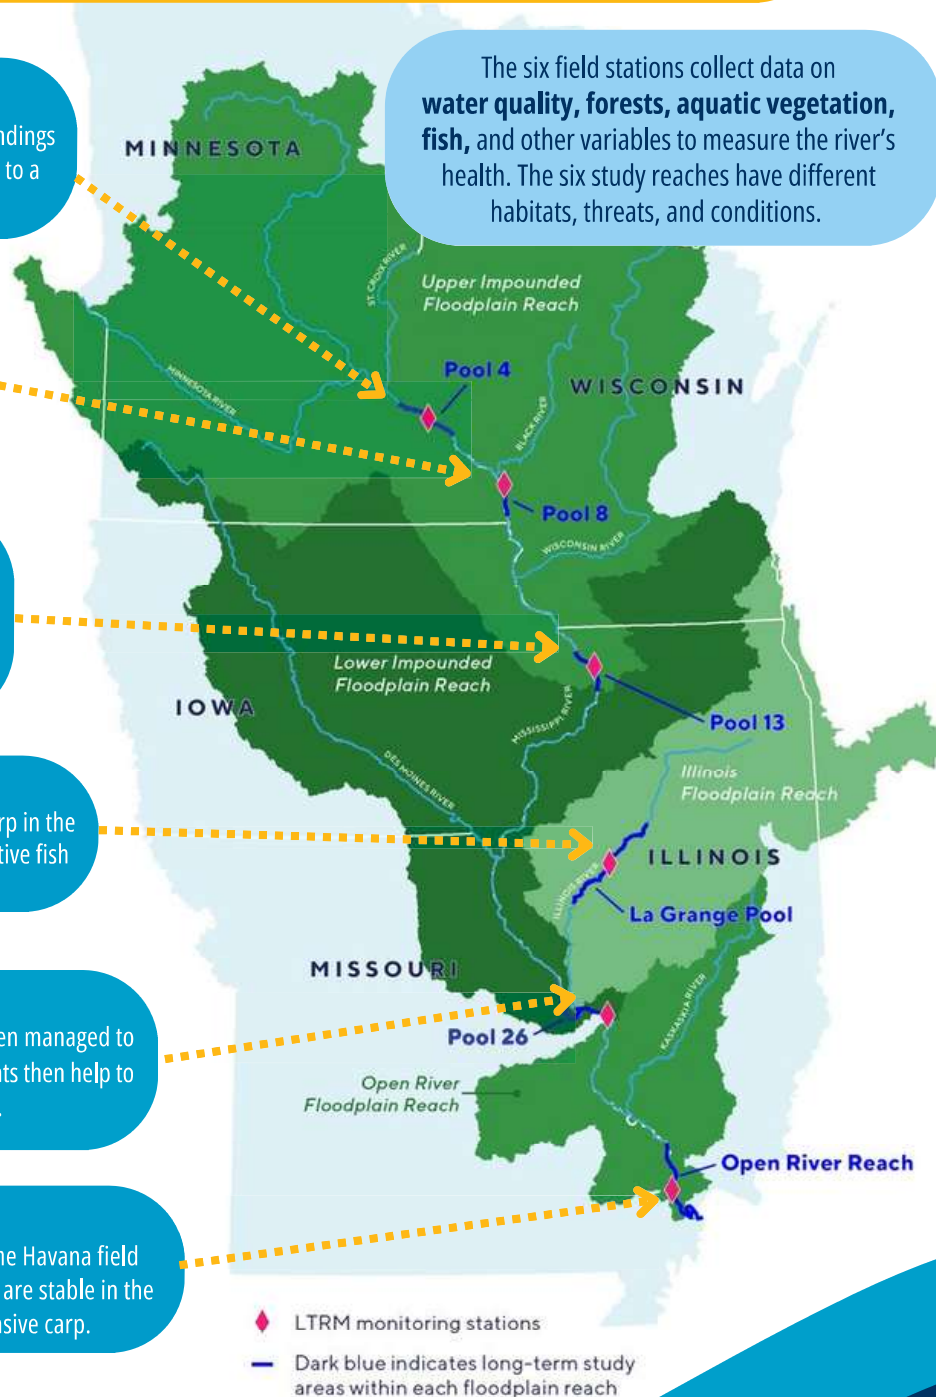 The six field stations collect data on
water quality, forests, aquatic vegetation,
fish, and other variables to measure the river's
health. The six study reaches have different
habitats, threats, and conditions.
ndings
to a
MINNESOTA
ST. CROIX RIVER
Upper Impounded
Floodplain Reach
Pool 4
WISCONSIN
MINNESOTA RIVER
BLACK RIVER
Pool 8
WISCONSIN RIVER
Lower Impounded
Floodplain Reach
IOWA
MISSISSIPPI RIVER
Pool 13
DES MOINES RIVER
Illinois
Floodplain Reach
rp in the
tive fish
ILLINOIS
ILLINOIS RIVER
La Grange Pool
MISSOURI
KASKASKIA RIVER
en managed to
nts then help to
.
Pool 26
Open River
Floodplain Reach
Open River Reach
ne Havana field
are stable in the
asive carp.
LTRM monitoring stations
Dark blue indicates long-term study
areas within each floodplain reach